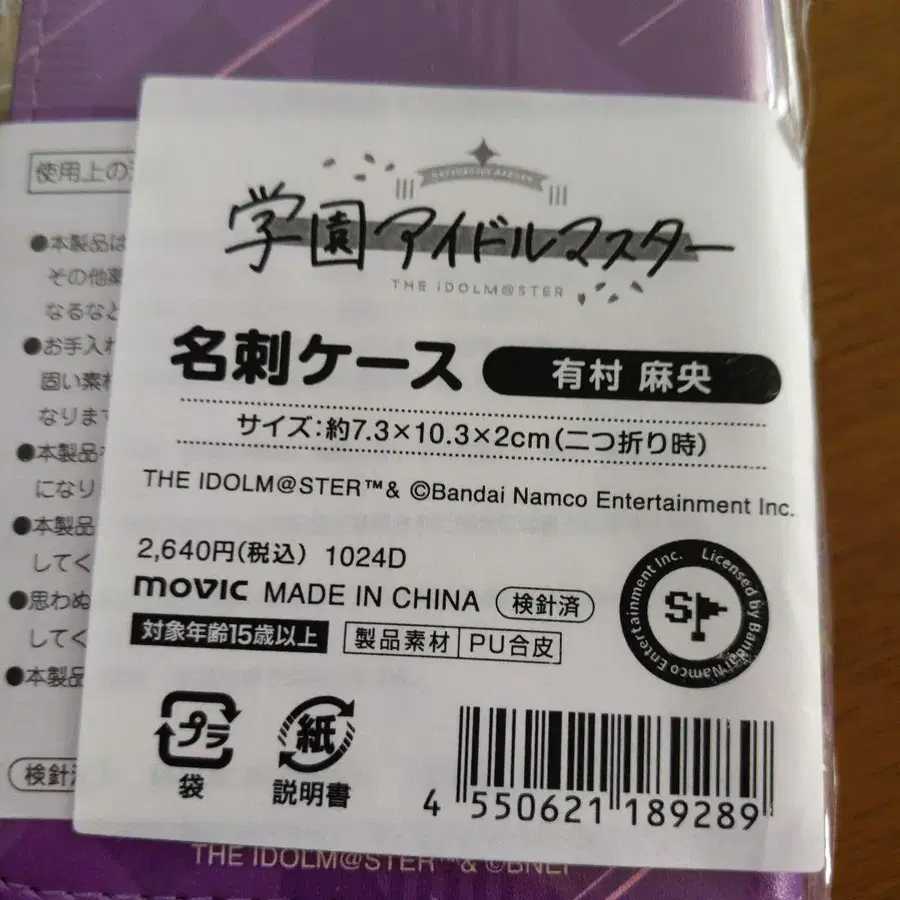 学園アイドルマスター
THE IDOLM@STER
名刺ケース 有村 麻央
サイズ:約7.3×10.3×2cm(二つ折り時)
THE IDOLM@STER™& ©Bandai Namco Entertainment Inc.
2,640円(税込) 1024D
movic MADE IN CHINA 検針済
対象年齢15歳以上 製品素材 PU合皮
Licensed by Bandai Namco Entertainment Inc.
プラ
袋
紙
説明書
4 550621 189289
使用上の
●本製品は
その他薬
なるなど
●お手入れ
固い素材
なります
●本製品
になり
●本製品
してく
●思わぬ
してく
●本製品
検針済
THE IDOLM@STER™& ©BNEI